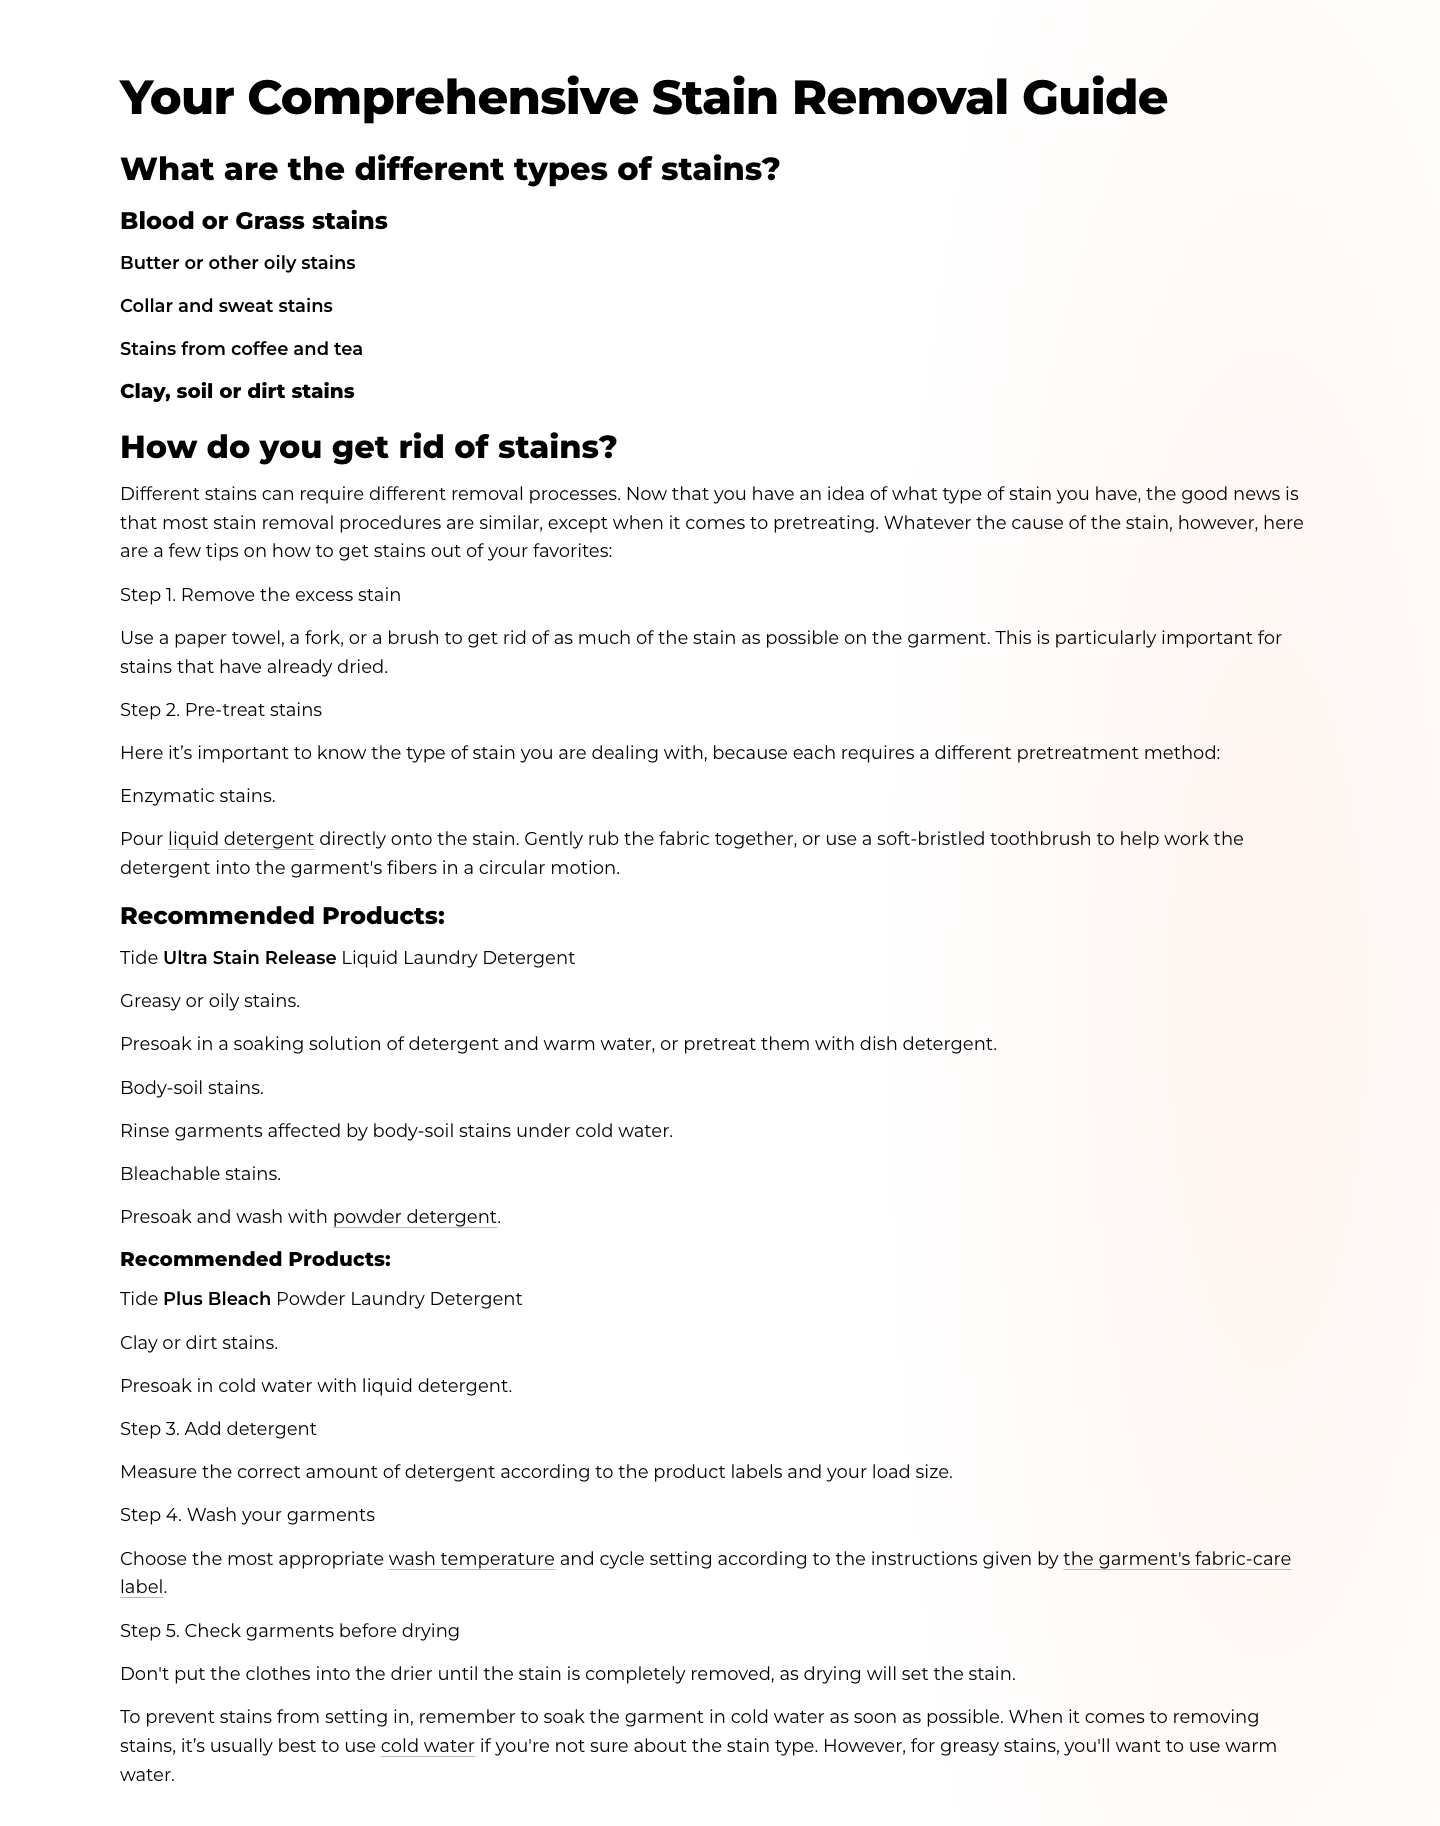 Your Comprehensive Stain Removal Guide
What are the different types of stains?
Blood or Grass stains
Butter or other oily stains
Collar and sweat stains
Stains from coffee and tea
Clay, soil or dirt stains
How do you get rid of stains?
Different stains can require different removal processes. Now that you have an idea of what type of stain you have, the good news is
that most stain removal procedures are similar, except when it comes to pretreating. Whatever the cause of the stain, however, here
are a few tips on how to get stains out of your favorites:
Step 1. Remove the excess stain
Use a paper towel, a fork, or a brush to get rid of as much of the stain as possible on the garment. This is particularly important for
stains that have already dried.
Step 2. Pre-treat stains
Here it’s important to know the type of stain you are dealing with, because each requires a different pretreatment method:
Enzymatic stains.
Pour liquid detergent directly onto the stain. Gently rub the fabric together, or use a soft-bristled toothbrush to help work the
detergent into the garment's fibers in a circular motion.
Recommended Products:
Tide Ultra Stain Release Liquid Laundry Detergent
Greasy or oily stains.
Presoak in a soaking solution of detergent and warm water, or pretreat them with dish detergent.
Body-soil stains.
Rinse garments affected by body-soil stains under cold water.
Bleachable stains.
Presoak and wash with powder detergent.
Recommended Products:
Tide Plus Bleach Powder Laundry Detergent
Clay or dirt stains.
Presoak in cold water with liquid detergent.
Step 3. Add detergent
Measure the correct amount of detergent according to the product labels and your load size.
Step 4. Wash your garments
Choose the most appropriate wash temperature and cycle setting according to the instructions given by the garment's fabric-care
label.
Step 5. Check garments before drying
Don't put the clothes into the drier until the stain is completely removed, as drying will set the stain.
To prevent stains from setting in, remember to soak the garment in cold water as soon as possible. When it comes to removing
stains, it’s usually best to use cold water if you're not sure about the stain type. However, for greasy stains, you'll want to use warm
water.